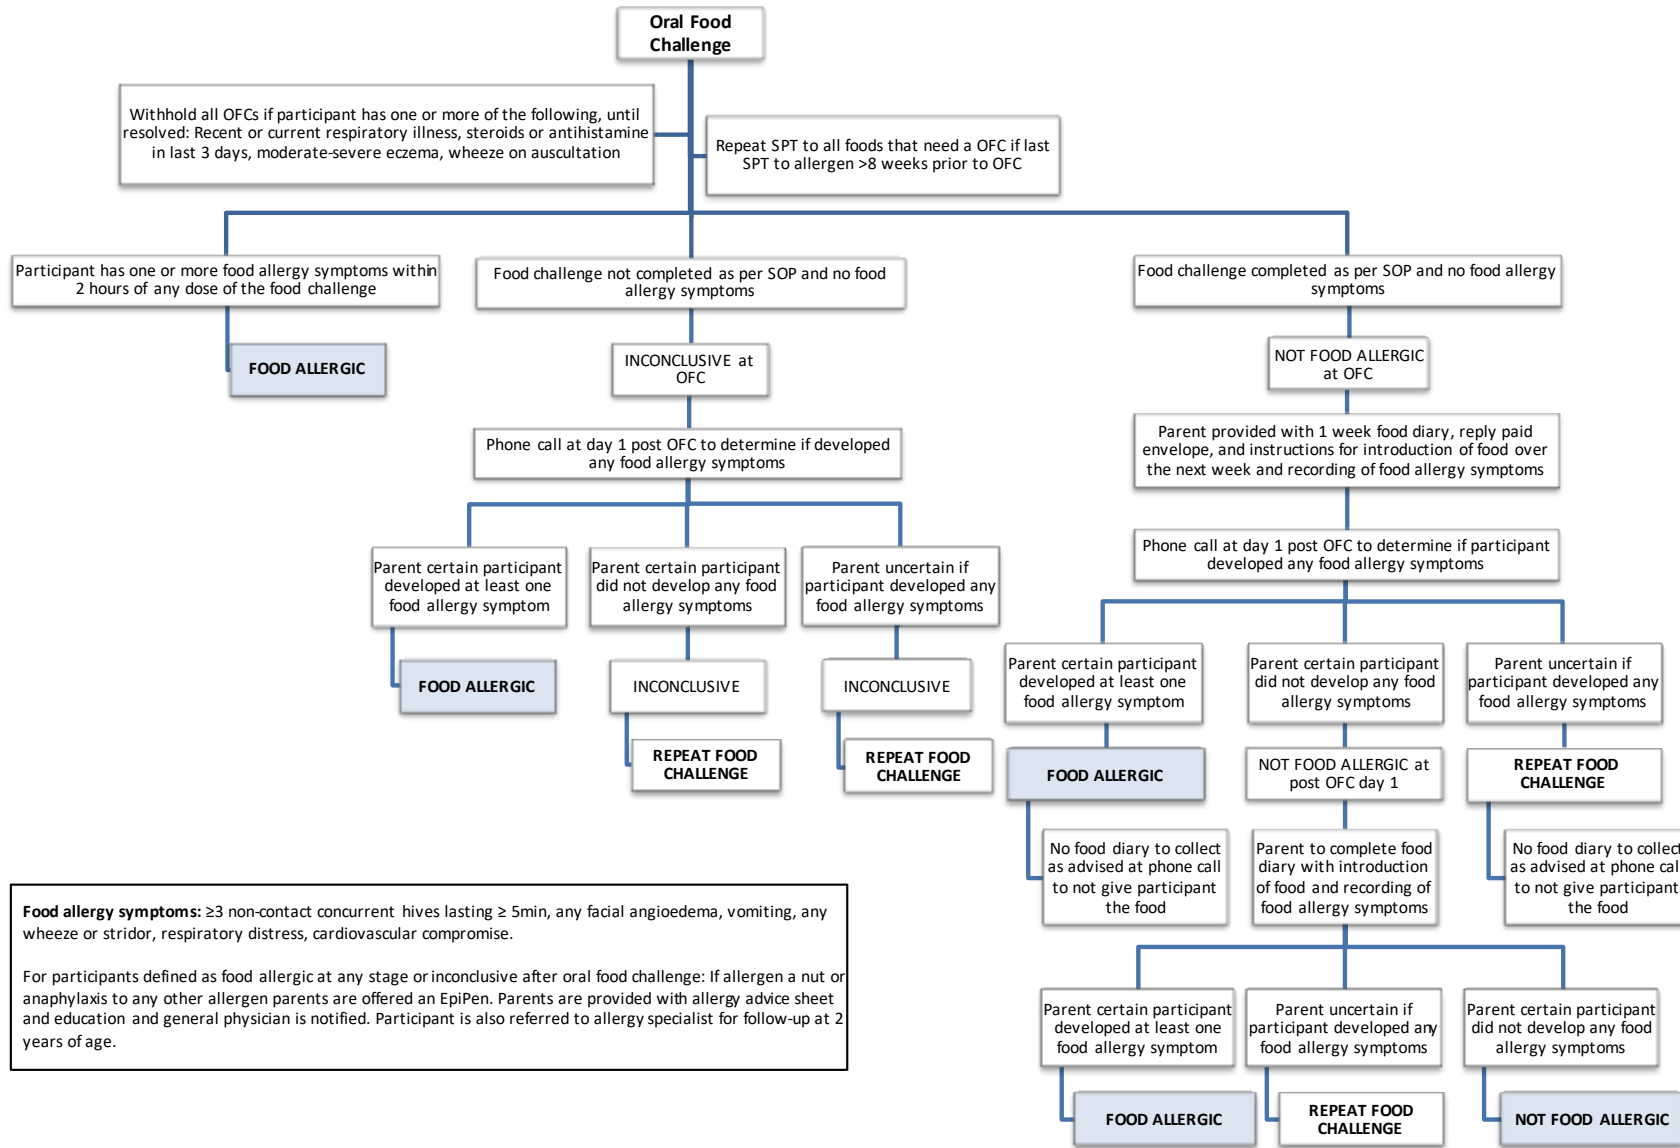 Oral Food
Challenge
Withhold all OFCs if participant has one or more of the following, until
resolved: Recent or current respiratory illness, steroids or antihistamine
in last 3 days, moderate-severe eczema, wheeze on auscultation
Repeat SPT to all foods that need a OFC if last
SPT to allergen >8 weeks prior to OFC
Participant has one or more food allergy symptoms within
2 hours of any dose of the food challenge
FOOD ALLERGIC
Food challenge not completed as per SOP and no food
allergy symptoms
INCONCLUSIVE at
OFC
Phone call at day 1 post OFC to determine if developed
any food allergy symptoms
Parent certain participant
developed at least one
food allergy symptom
FOOD ALLERGIC
Parent certain participant
did not develop any food
allergy symptoms
INCONCLUSIVE
REPEAT FOOD
CHALLENGE
Parent uncertain if
participant developed any
food allergy symptoms
INCONCLUSIVE
REPEAT FOOD
CHALLENGE
Food challenge completed as per SOP and no food allergy
symptoms
NOT FOOD ALLERGIC
at OFC
Parent provided with 1 week food diary, reply paid
envelope, and instructions for introduction of food over
the next week and recording of food allergy symptoms
Phone call at day 1 post OFC to determine if participant
developed any food allergy symptoms
Parent certain participant
developed at least one
food allergy symptom
FOOD ALLERGIC
No food diary to collect
as advised at phone call
to not give participant
the food
Parent certain participant
did not develop any food
allergy symptoms
NOT FOOD ALLERGIC at
post OFC day 1
Parent to complete food
diary with introduction
of food and recording of
food allergy symptoms
Parent uncertain if
participant developed any
food allergy symptoms
REPEAT FOOD
CHALLENGE
No food diary to collect
as advised at phone call
to not give participant
the food
Parent certain participant
developed at least one
food allergy symptom
FOOD ALLERGIC
Parent uncertain if
participant developed any
food allergy symptoms
REPEAT FOOD
CHALLENGE
Parent certain participant
did not develop any food
allergy symptoms
NOT FOOD ALLERGIC
Food allergy symptoms: ≥3 non-contact concurrent hives lasting ≥ 5min, any facial angioedema, vomiting, any
wheeze or stridor, respiratory distress, cardiovascular compromise.
For participants defined as food allergic at any stage or inconclusive after oral food challenge: If allergen a nut or
anaphylaxis to any other allergen parents are offered an EpiPen. Parents are provided with allergy advice sheet
and education and general physician is notified. Participant is also referred to allergy specialist for follow-up at 2
years of age.